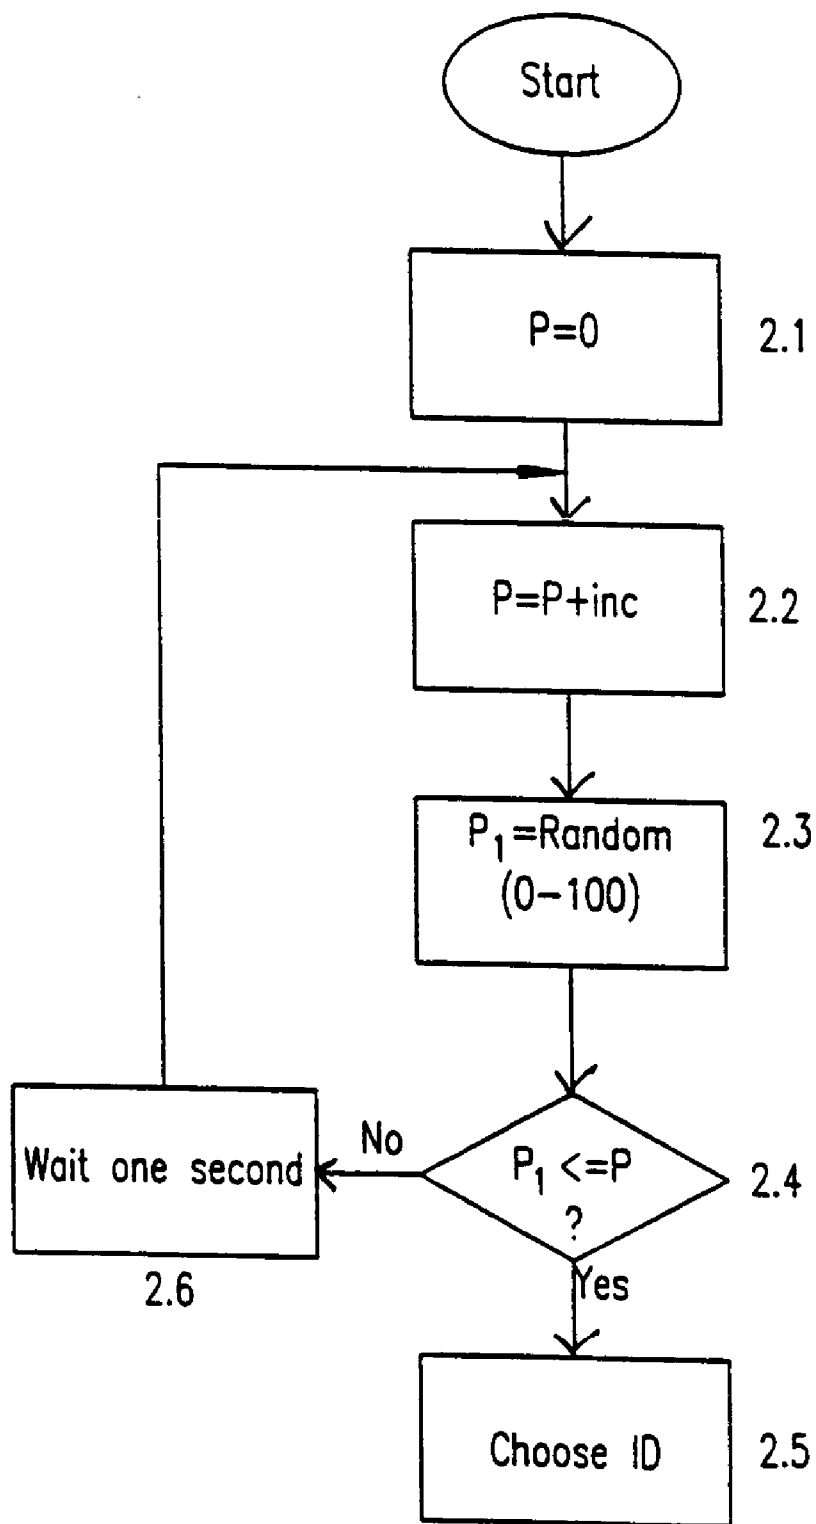 Start
P=0
2.1
P=P+inc
2.2
P₁=Random
(0-100)
2.3
No
Wait one second
2.6
P₁ <=P
?
2.4
Yes
Choose ID
2.5